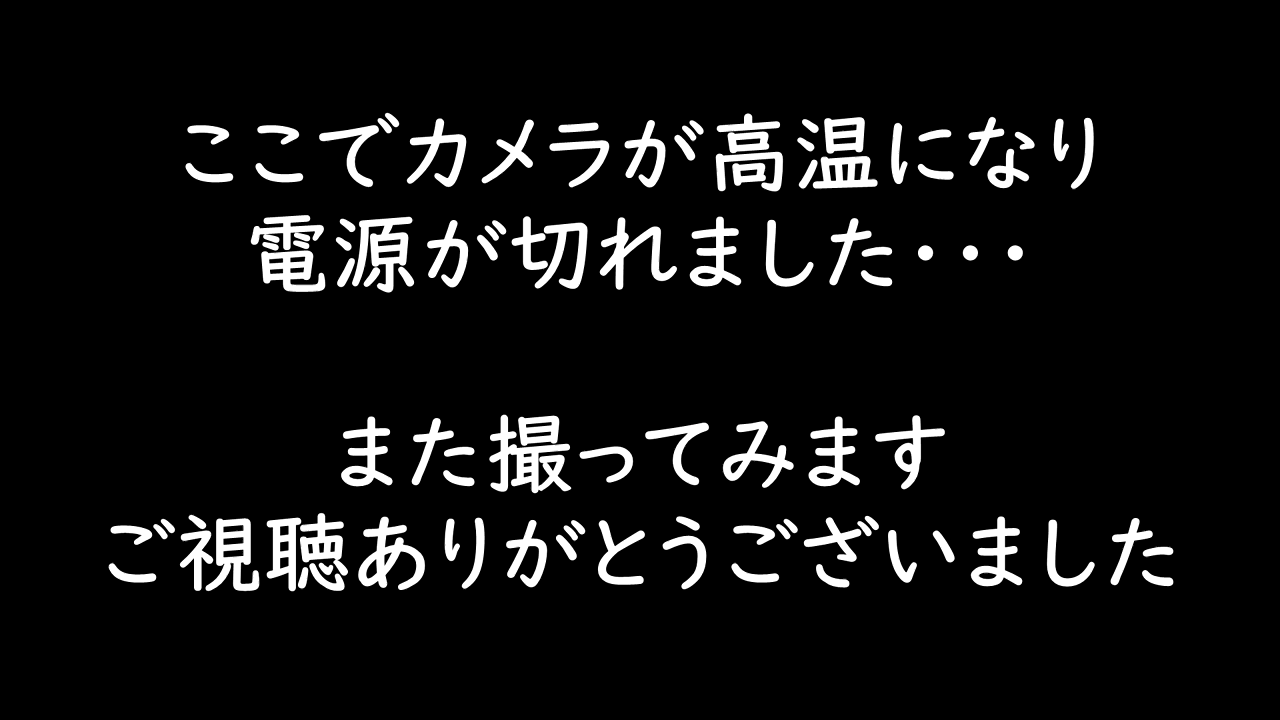 ここでカメラが高温になり
電源が切れました・・・
また撮ってみます
ご視聴ありがとうございました